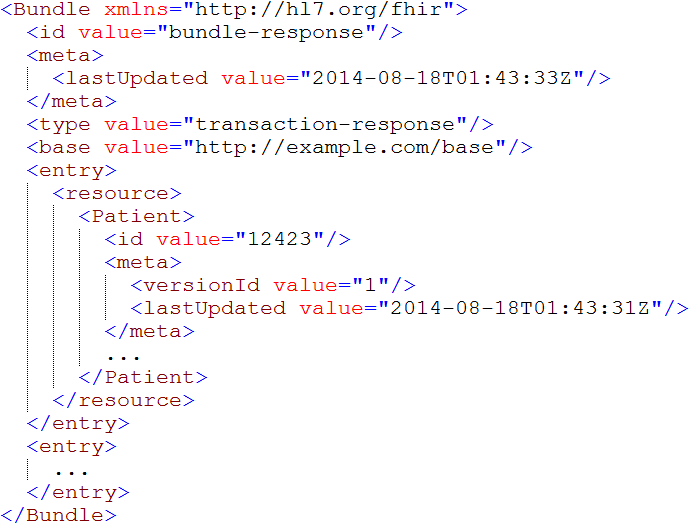 <Bundle xmlns="http://hl7.org/fhir">
  <id value="bundle-response"/>
  <meta>
    <lastUpdated value="2014-08-18T01:43:33Z"/>
  </meta>
  <type value="transaction-response"/>
  <base value="http://example.com/base"/>
  <entry>
    <resource>
      <Patient>
        <id value="12423"/>
        <meta>
          <versionId value="1"/>
          <lastUpdated value="2014-08-18T01:43:31Z"/>
        </meta>
        ...
      </Patient>
    </resource>
  </entry>
  <entry>
    ...
  </entry>
</Bundle>